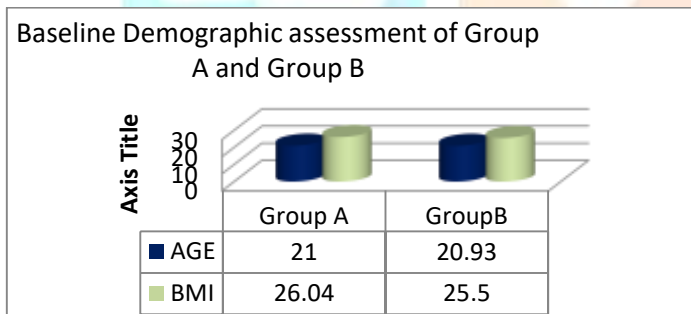 Baseline Demographic assessment of Group
A and Group B
Axis Title
30
20
10
0
Group A GroupB
AGE 21 20.93
BMI 26.04 25.5